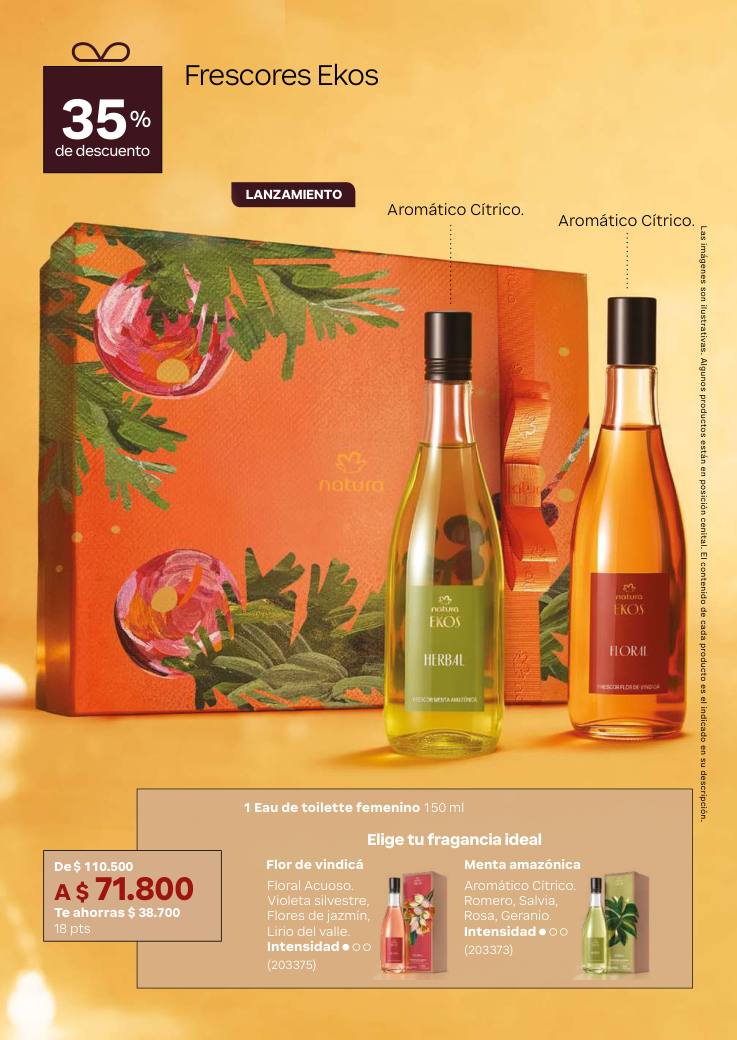 Frescores Ekos
35%
de descuento
LANZAMIENTO
Aromático Cítrico.
Aromático Cítrico.
Las imágenes son ilustrativas. Algunos productos están en posición cenital. El contenido de cada producto es el indicado en su descripción.
natura
natura
EKOS
HERBAL
FRESCOR MENTA AMAZÓNICA
natura
EKOS
FLORAL
FRESCOR FLOR DE VINDICÁ
1 Eau de toilette femenino 150 ml
Elige tu fragancia ideal
De $ 110.500
A $ 71.800
Te ahorras $ 38.700
18 pts
Flor de vindicá
Floral Acuoso.
Violeta silvestre,
Flores de jazmín,
Lirio del valle.
Intensidad ●○○
(203375)
Menta amazónica
Aromático Cítrico.
Romero, Salvia,
Rosa, Geranio.
Intensidad ●○○
(203373)